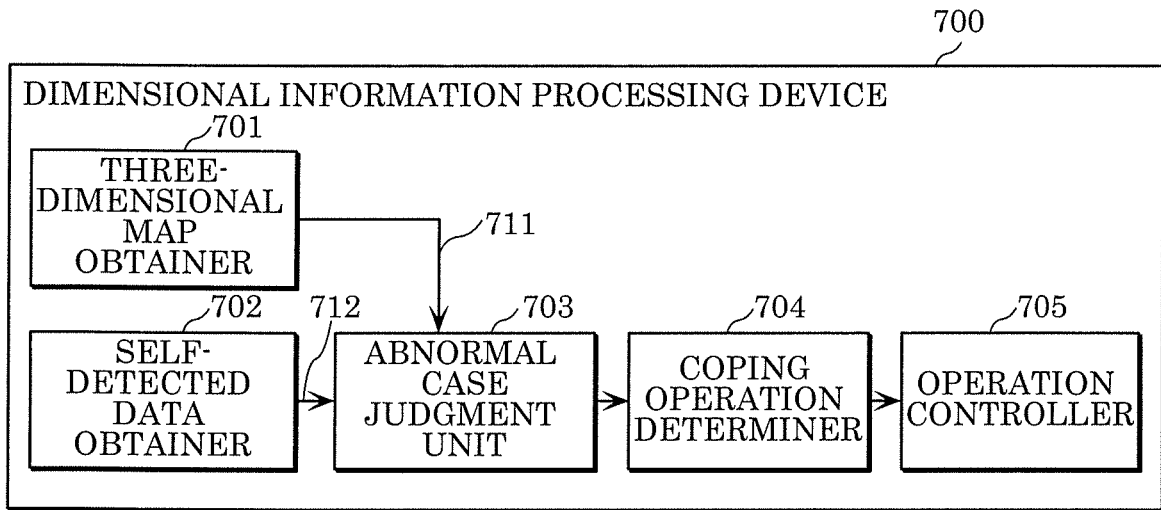 700
DIMENSIONAL INFORMATION PROCESSING DEVICE
701
THREE-
DIMENSIONAL
MAP
OBTAINER
711
702
SELF-
DETECTED
DATA
OBTAINER
712
703
ABNORMAL
CASE
JUDGMENT
UNIT
704
COPING
OPERATION
DETERMINER
705
OPERATION
CONTROLLER